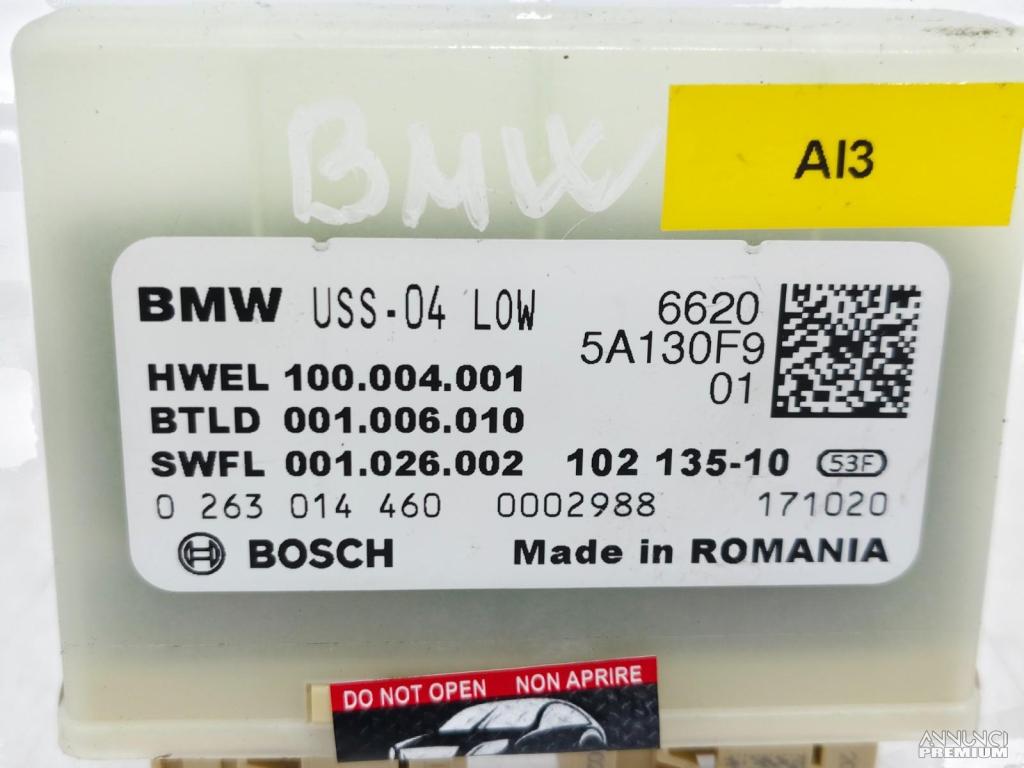 BMW
AI3
BMW USS-04 LOW
6620
5A130F9
01
HWEL 100.004.001
BTLD 001.006.010
SWFL 001.026.002 102 135-10 53F
0 263 014 460 0002988 171020
BOSCH Made in ROMANIA
DO NOT OPEN NON APRIRE
ANNUNCI
PREMIUM